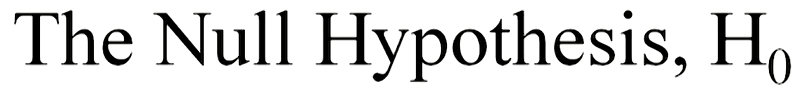 The Null Hypothesis, H₀